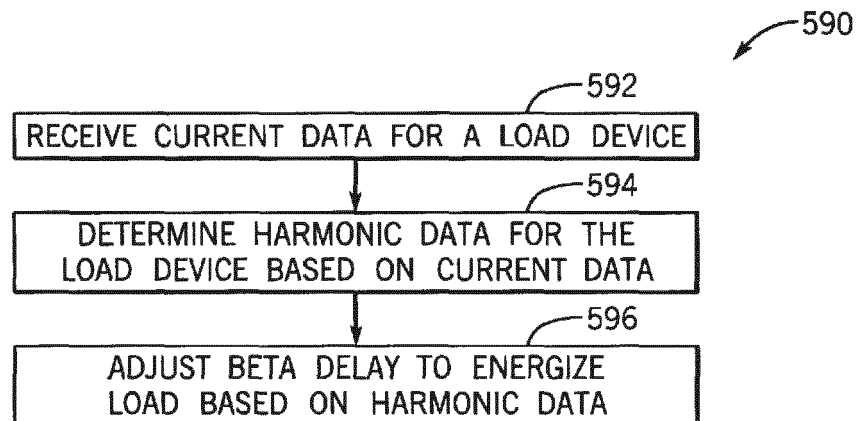 590
592
RECEIVE CURRENT DATA FOR A LOAD DEVICE
594
DETERMINE HARMONIC DATA FOR THE
LOAD DEVICE BASED ON CURRENT DATA
596
ADJUST BETA DELAY TO ENERGIZE
LOAD BASED ON HARMONIC DATA